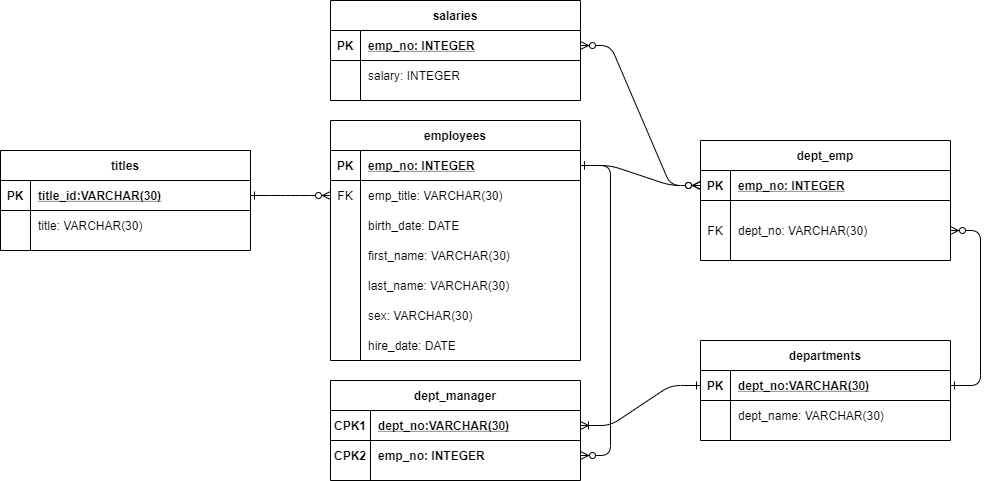 salaries
PK emp_no: INTEGER
salary: INTEGER
employees
PK emp_no: INTEGER
FK emp_title: VARCHAR(30)
birth_date: DATE
first_name: VARCHAR(30)
last_name: VARCHAR(30)
sex: VARCHAR(30)
hire_date: DATE
titles
PK title_id:VARCHAR(30)
title: VARCHAR(30)
dept_emp
PK emp_no: INTEGER
FK dept_no: VARCHAR(30)
departments
PK dept_no:VARCHAR(30)
dept_name: VARCHAR(30)
dept_manager
CPK1 dept_no:VARCHAR(30)
CPK2 emp_no: INTEGER